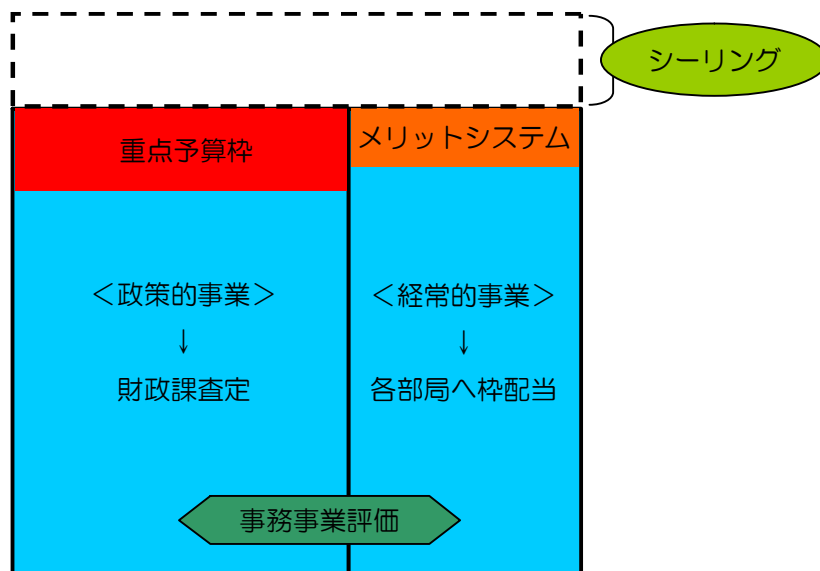 シーリング
重点予算枠
メリットシステム
＜政策的事業＞
↓
財政課査定
＜経常的事業＞
↓
各部局へ枠配当
事務事業評価